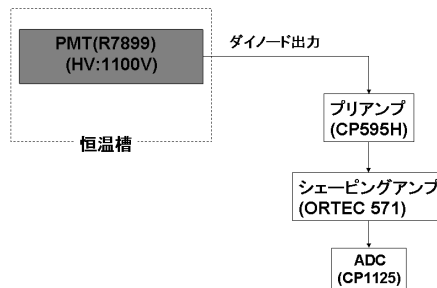 PMT(R7899)
(HV:1100V)
ダイノード出力
恒温槽
プリアンプ
(CP595H)
シェーピングアンプ
(ORTEC 571)
ADC
(CP1125)